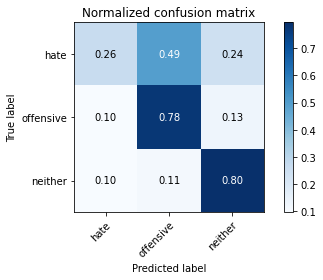 Normalized confusion matrix
True label
hate
offensive
neither
0.26 0.49 0.24
0.10 0.78 0.13
0.10 0.11 0.80
hate
offensive
neither
Predicted label
0.7
0.6
0.5
0.4
0.3
0.2
0.1